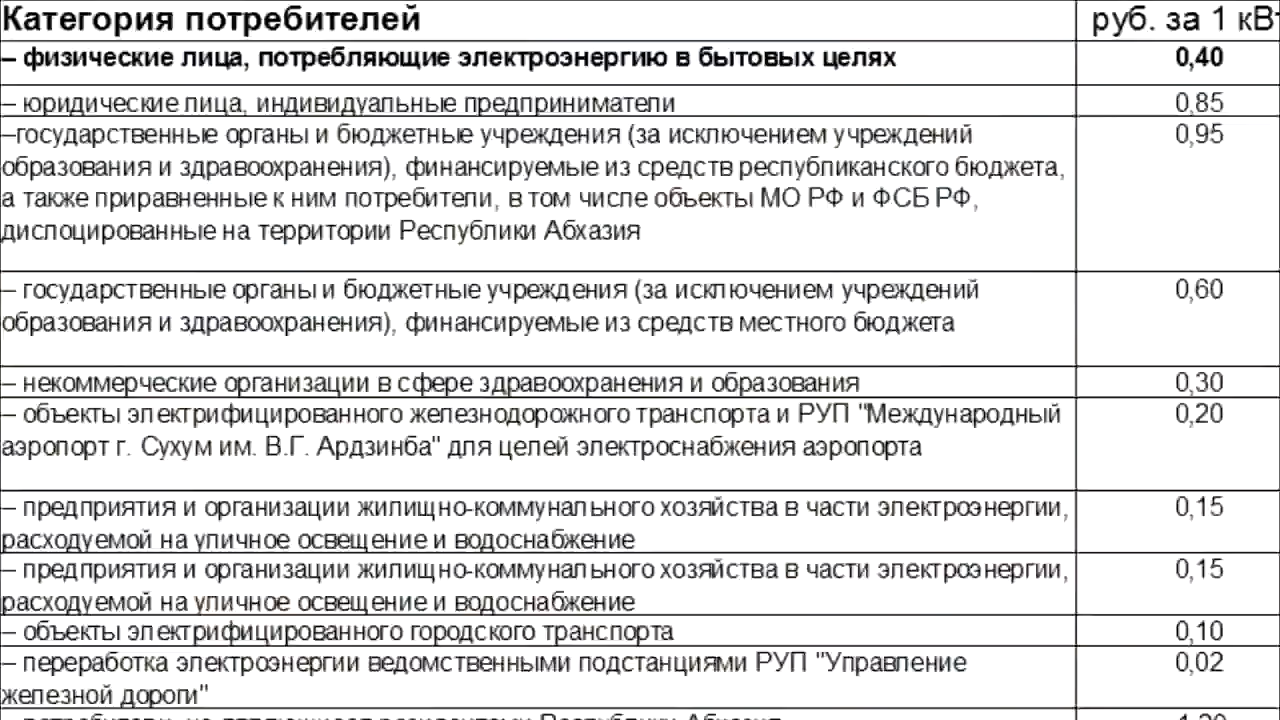 Категория потребителей руб. за 1 кВт
– физические лица, потребляющие электроэнергию в бытовых целях 0,40
– юридические лица, индивидуальные предприниматели 0,85
–государственные органы и бюджетные учреждения (за исключением учреждений 0,95
образования и здравоохранения), финансируемые из средств республиканского бюджета,
а также приравненные к ним потребители, в том числе объекты МО РФ и ФСБ РФ,
диспоцированные на территории Республики Абхазия
– государственные органы и бюджетные учреждения (за исключением учреждений 0,60
образования и здравоохранения), финансируемые из средств местного бюджета
– некоммерческие организации в сфере здравоохранения и образования 0,30
– объекты электрифицированного железнодорожного транспорта и РУП "Международный 0,20
аэропорт г. Сухум им. В.Г. Ардзинба" для целей электроснабжения аэропорта
– предприятия и организации жилищно-коммунального хозяйства в части электроэнергии, 0,15
расходуемой на уличное освещение и водоснабжение
– предприятия и организации жилищно-коммунального хозяйства в части электроэнергии, 0,15
расходуемой на уличное освещение и водоснабжение
– объекты электрифицированного городского транспорта 0,10
– переработка электроэнергии ведомственными подстанциями РУП "Управление 0,02
железной дороги"